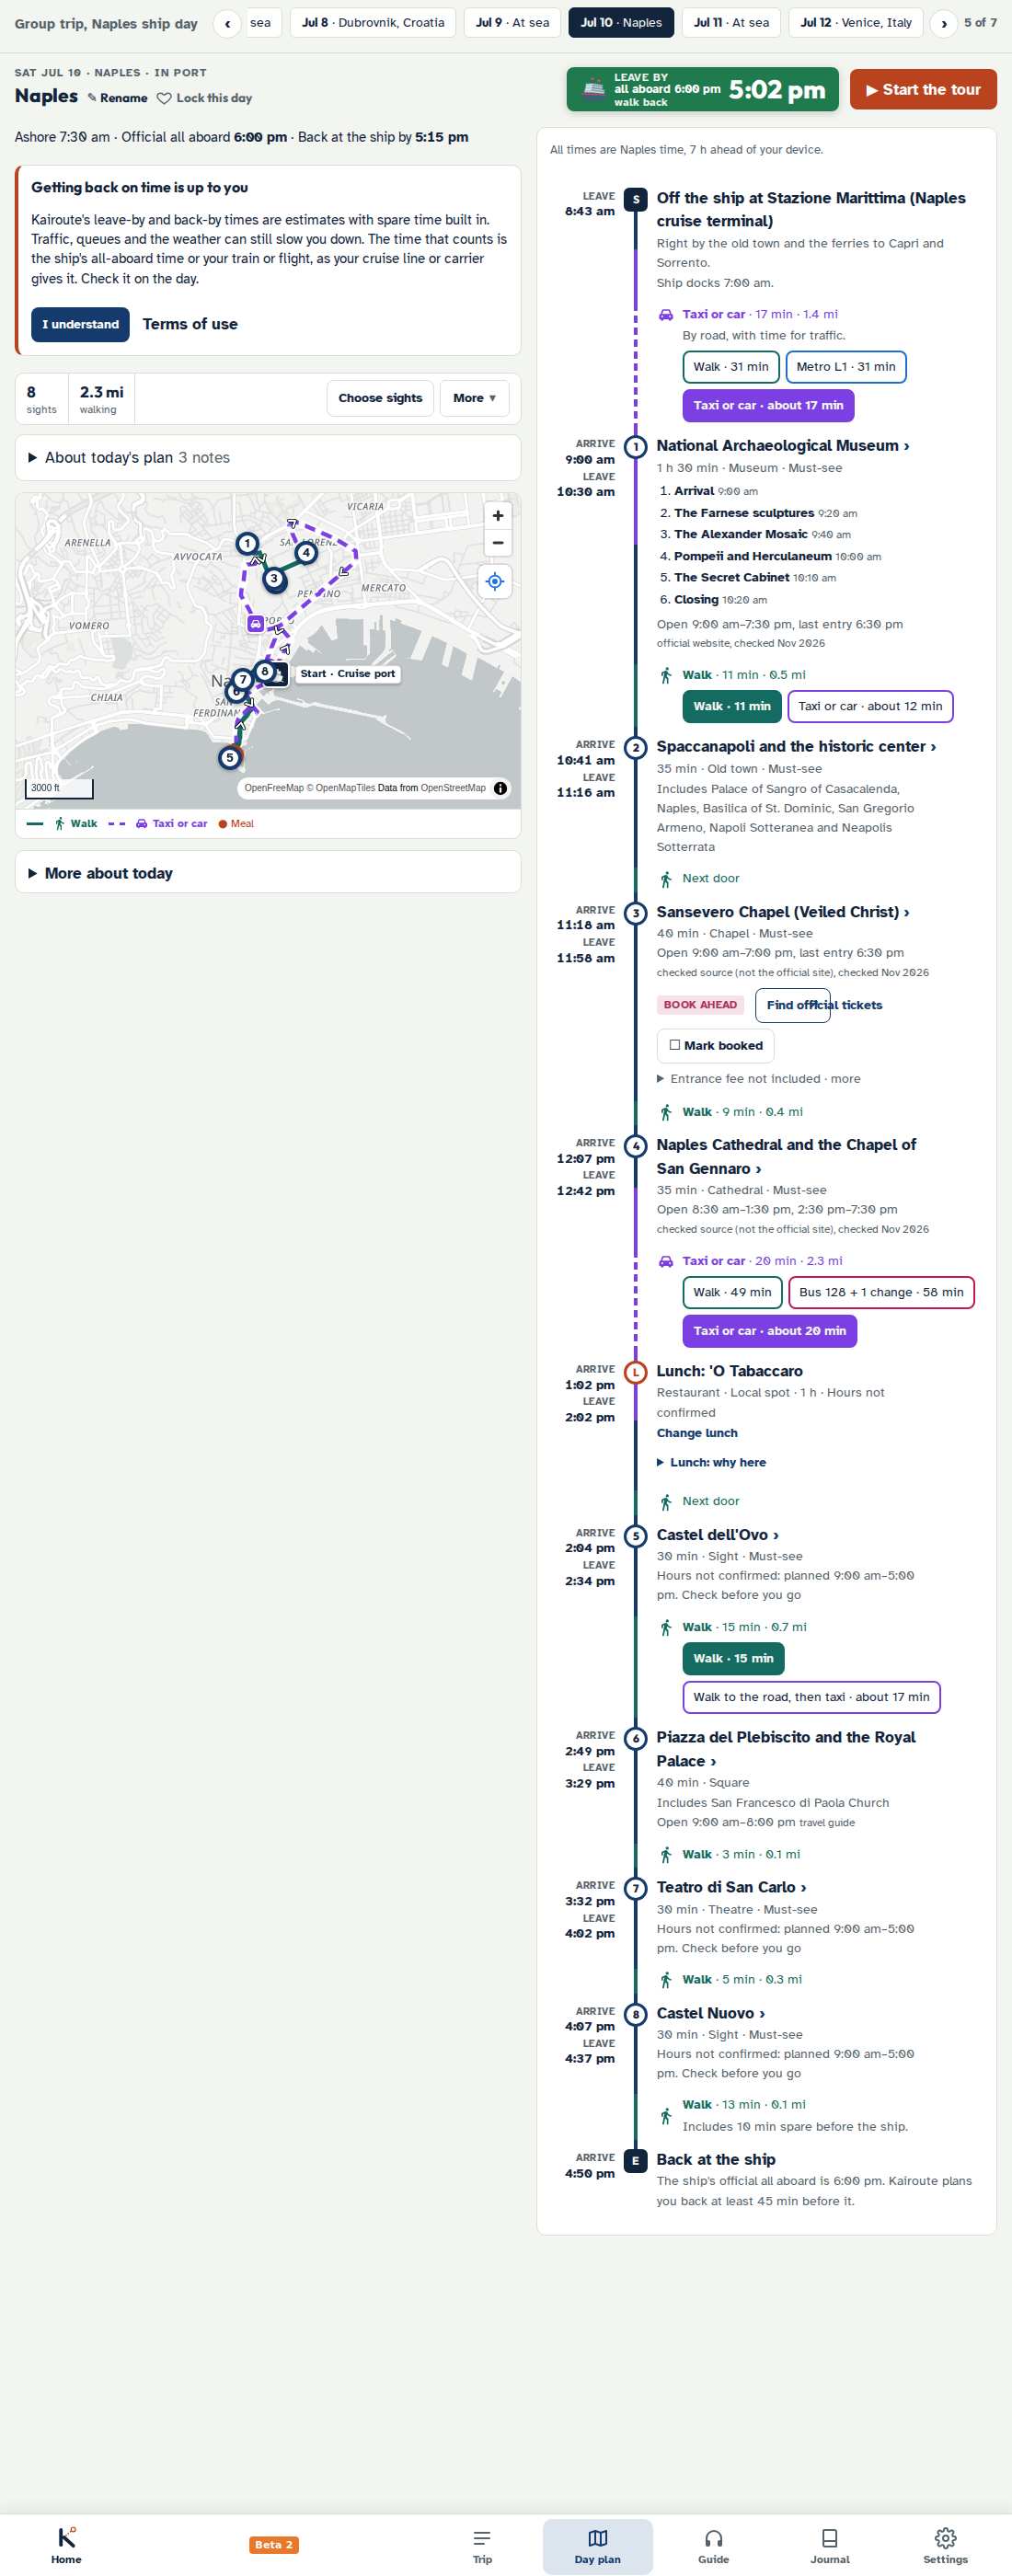 Group trip, Naples ship day
‹
sea
Jul 8 · Dubrovnik, Croatia
Jul 9 · At sea
Jul 10 · Naples
Jul 11 · At sea
Jul 12 · Venice, Italy
›
5 of 7
SAT JUL 10 · NAPLES · IN PORT
Naples ✎ Rename Lock this day
LEAVE BY
all aboard 6:00 pm
walk back
5:02 pm
▶ Start the tour
Ashore 7:30 am · Official all aboard 6:00 pm · Back at the ship by 5:15 pm
Getting back on time is up to you
Kairoute's leave-by and back-by times are estimates with spare time built in.
Traffic, queues and the weather can still slow you down. The time that counts is
the ship's all-aboard time or your train or flight, as your cruise line or carrier
gives it. Check it on the day.
I understand
Terms of use
8
sights
2.3 mi
walking
Choose sights
More ▾
▶ About today's plan 3 notes
VICARIA
ARENELLA
AVVOCATA
MERCATO
VOMERO
CHIAIA
FERDINAN
1
4
3
7
8
6
5
Start · Cruise port
+
−
3000 ft
OpenFreeMap © OpenMapTiles Data from OpenStreetMap
Walk
Taxi or car
Meal
▶ More about today
All times are Naples time, 7 h ahead of your device.
LEAVE
8:43 am
S
Off the ship at Stazione Marittima (Naples
cruise terminal)
Right by the old town and the ferries to Capri and
Sorrento.
Ship docks 7:00 am.
Taxi or car · 17 min · 1.4 mi
By road, with time for traffic.
Walk · 31 min
Metro L1 · 31 min
Taxi or car · about 17 min
ARRIVE
9:00 am
LEAVE
10:30 am
1
National Archaeological Museum ›
1 h 30 min · Museum · Must-see
1. Arrival 9:00 am
2. The Farnese sculptures 9:20 am
3. The Alexander Mosaic 9:40 am
4. Pompeii and Herculaneum 10:00 am
5. The Secret Cabinet 10:10 am
6. Closing 10:20 am
Open 9:00 am–7:30 pm, last entry 6:30 pm
official website, checked Nov 2026
Walk · 11 min · 0.5 mi
Walk · 11 min
Taxi or car · about 12 min
ARRIVE
10:41 am
LEAVE
11:16 am
2
Spaccanapoli and the historic center ›
35 min · Old town · Must-see
Includes Palace of Sangro of Casacalenda,
Naples, Basilica of St. Dominic, San Gregorio
Armeno, Napoli Sotteranea and Neapolis
Sotterrata
Next door
ARRIVE
11:18 am
LEAVE
11:58 am
3
Sansevero Chapel (Veiled Christ) ›
40 min · Chapel · Must-see
Open 9:00 am–7:00 pm, last entry 6:30 pm
checked source (not the official site), checked Nov 2026
BOOK AHEAD
Find official tickets
☐ Mark booked
▶ Entrance fee not included · more
Walk · 9 min · 0.4 mi
ARRIVE
12:07 pm
LEAVE
12:42 pm
4
Naples Cathedral and the Chapel of
San Gennaro ›
35 min · Cathedral · Must-see
Open 8:30 am–1:30 pm, 2:30 pm–7:30 pm
checked source (not the official site), checked Nov 2026
Taxi or car · 20 min · 2.3 mi
Walk · 49 min
Bus 128 + 1 change · 58 min
Taxi or car · about 20 min
ARRIVE
1:02 pm
LEAVE
2:02 pm
L
Lunch: 'O Tabaccaro
Restaurant · Local spot · 1 h · Hours not
confirmed
Change lunch
▶ Lunch: why here
Next door
ARRIVE
2:04 pm
LEAVE
2:34 pm
5
Castel dell'Ovo ›
30 min · Sight · Must-see
Hours not confirmed: planned 9:00 am–5:00
pm. Check before you go
Walk · 15 min · 0.7 mi
Walk · 15 min
Walk to the road, then taxi · about 17 min
ARRIVE
2:49 pm
LEAVE
3:29 pm
6
Piazza del Plebiscito and the Royal
Palace ›
40 min · Square
Includes San Francesco di Paola Church
Open 9:00 am–8:00 pm travel guide
Walk · 3 min · 0.1 mi
ARRIVE
3:32 pm
LEAVE
4:02 pm
7
Teatro di San Carlo ›
30 min · Theatre · Must-see
Hours not confirmed: planned 9:00 am–5:00
pm. Check before you go
Walk · 5 min · 0.3 mi
ARRIVE
4:07 pm
LEAVE
4:37 pm
8
Castel Nuovo ›
30 min · Sight · Must-see
Hours not confirmed: planned 9:00 am–5:00
pm. Check before you go
Walk · 13 min · 0.1 mi
Includes 10 min spare before the ship.
ARRIVE
4:50 pm
E
Back at the ship
The ship's official all aboard is 6:00 pm. Kairoute plans
you back at least 45 min before it.
Home
Beta 2
Trip
Day plan
Guide
Journal
Settings